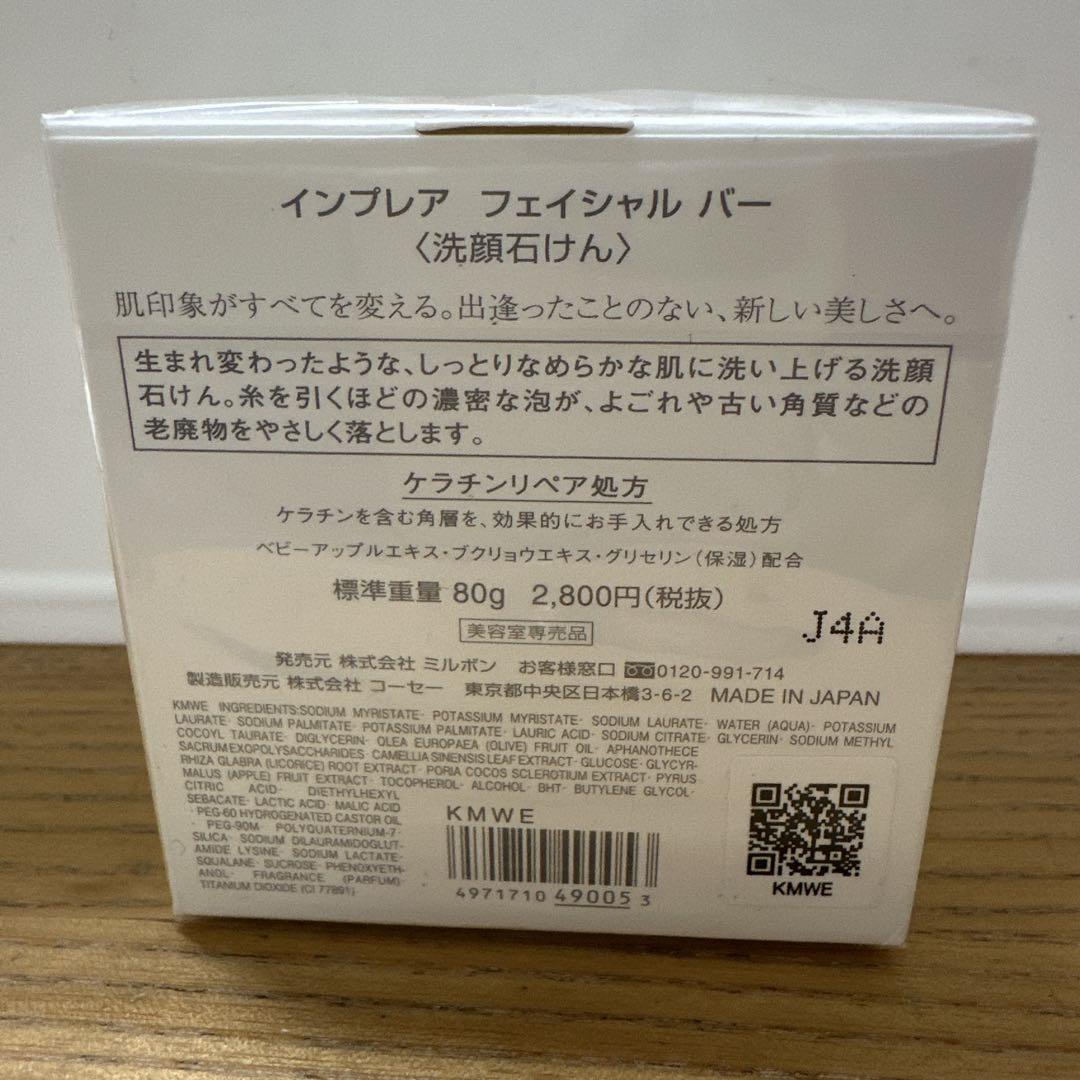 インプレア フェイシャル バー
〈洗顔石けん〉
肌印象がすべてを変える。出逢ったことのない、新しい美しさへ。
生まれ変わったような、しっとりなめらかな肌に洗い上げる洗顔
石けん。糸を引くほどの濃密な泡が、よごれや古い角質などの
老廃物をやさしく落とします。
ケラチンリペア処方
ケラチンを含む角層を、効果的にお手入れできる処方
ベビーアップルエキス・ブクリョウエキス・グリセリン(保湿)配合
標準重量 80g 2,800円(税抜)
J4A
美容室専売品
発売元 株式会社 ミルボン お客様窓口 0120-991-714
製造販売元 株式会社 コーセー 東京都中央区日本橋3-6-2 MADE IN JAPAN
KMWE INGREDIENTS:SODIUM MYRISTATE· POTASSIUM MYRISTATE· SODIUM LAURATE· WATER (AQUA)· POTASSIUM
LAURATE· SODIUM PALMITATE· POTASSIUM PALMITATE· LAURIC ACID· SODIUM CITRATE· GLYCERIN· SODIUM METHYL
COCOYL TAURATE· DIGLYCERIN· OLEA EUROPAEA (OLIVE) FRUIT OIL· APHANOTHECE
SACRUM EXOPOLYSACCHARIDES· CAMELLIA SINENSIS LEAF EXTRACT· GLUCOSE· GLYCYR-
RHIZA GLABRA (LICORICE) ROOT EXTRACT· PORIA COCOS SCLEROTIUM EXTRACT· PYRUS
MALUS (APPLE) FRUIT EXTRACT· TOCOPHEROL· ALCOHOL· BHT· BUTYLENE GLYCOL·
CITRIC ACID· DIETHYLHEXYL
SEBACATE· LACTIC ACID· MALIC ACID
PEG-60 HYDROGENATED CASTOR OIL
PEG-90M· POLYQUATERNIUM-7·
SILICA· SODIUM DILAURAMIDOGLUT-
AMIDE LYSINE· SODIUM LACTATE·
SQUALANE· SUCROSE· PHENOXYETH-
ANOL· FRAGRANCE (PARFUM)·
TITANIUM DIOXIDE (CI 77891)
KMWE
4971710 49005 3
KMWE